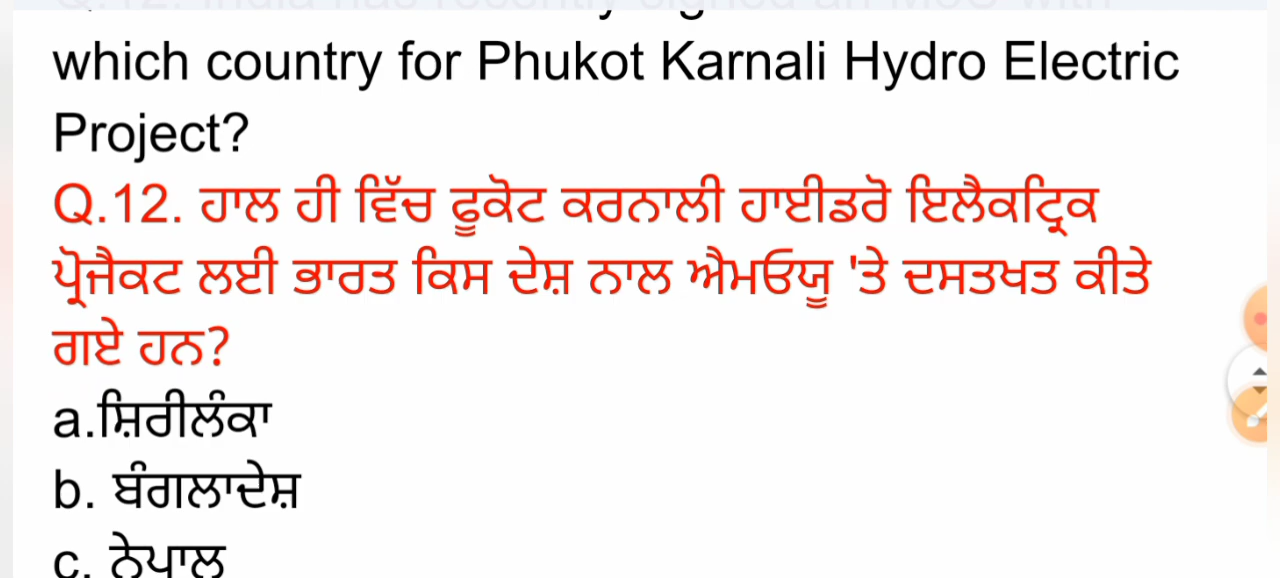 which country for Phukot Karnali Hydro Electric
Project?
Q.12. ਹਾਲ ਹੀ ਵਿੱਚ ਫੂਕੋਟ ਕਰਨਾਲੀ ਹਾਈਡਰੋ ਇਲੈਕਟ੍ਰਿਕ
ਪ੍ਰੋਜੈਕਟ ਲਈ ਭਾਰਤ ਕਿਸ ਦੇਸ਼ ਨਾਲ ਐਮਓਯੂ 'ਤੇ ਦਸਤਖਤ ਕੀਤੇ
ਗਏ ਹਨ?
a.ਸ਼ਿਰੀਲੰਕਾ
b. ਬੰਗਲਾਦੇਸ਼
c. ਨੇਪਾਲ